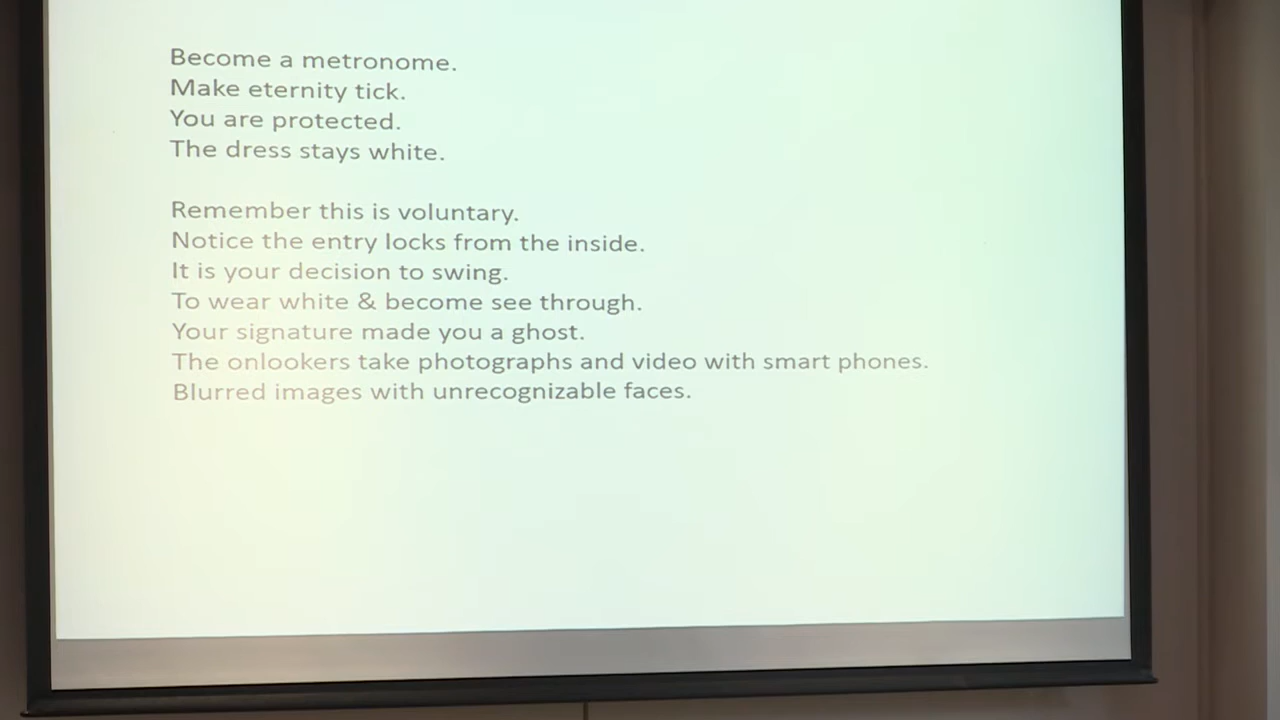 Become a metronome.
Make eternity tick.
You are protected.
The dress stays white.
Remember this is voluntary.
Notice the entry locks from the inside.
It is your decision to swing.
To wear white & become see through.
Your signature made you a ghost.
The onlookers take photographs and video with smart phones.
Blurred images with unrecognizable faces.